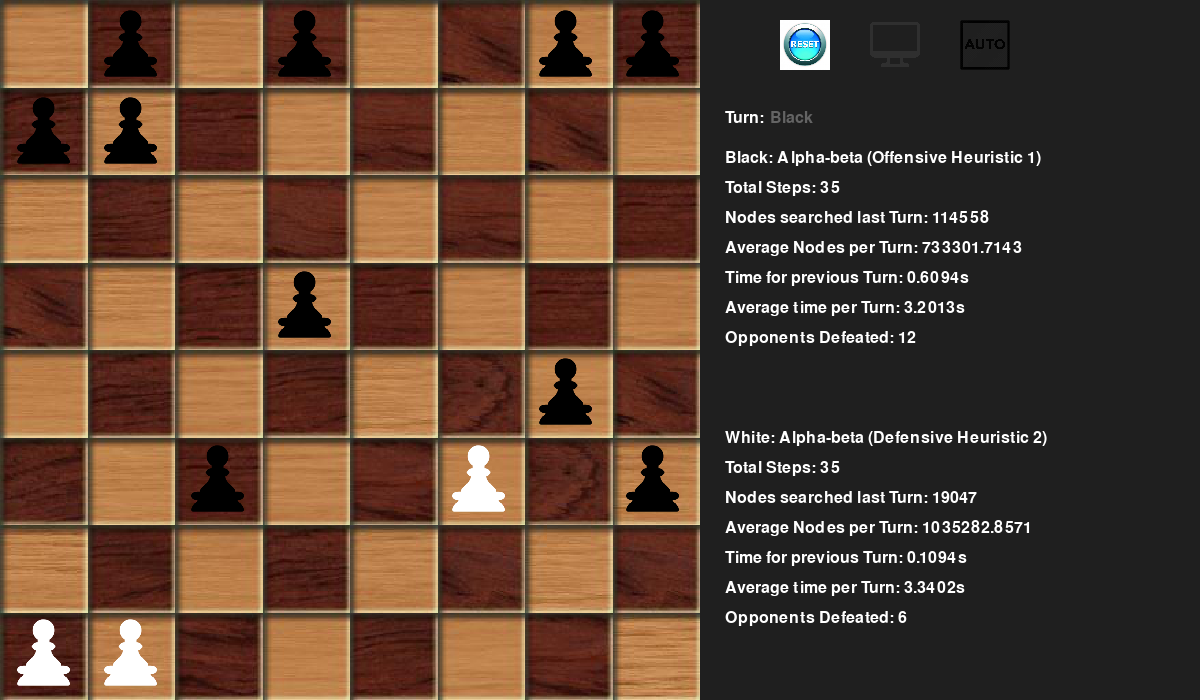 RESET
AUTO
Turn: Black
Black: Alpha-beta (Offensive Heuristic 1)
Total Steps: 35
Nodes searched last Turn: 114558
Average Nodes per Turn: 733301.7143
Time for previous Turn: 0.6094s
Average time per Turn: 3.2013s
Opponents Defeated: 12
White: Alpha-beta (Defensive Heuristic 2)
Total Steps: 35
Nodes searched last Turn: 19047
Average Nodes per Turn: 1035282.8571
Time for previous Turn: 0.1094s
Average time per Turn: 3.3402s
Opponents Defeated: 6